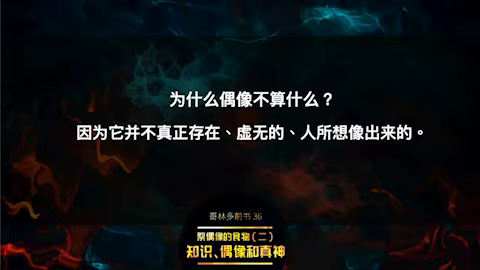 为什么偶像不算什么？
因为它并不真正存在、虚无的、人所想像出来的。
哥林多前书 36
祭偶像的食物（二）
知识、偶像和真神